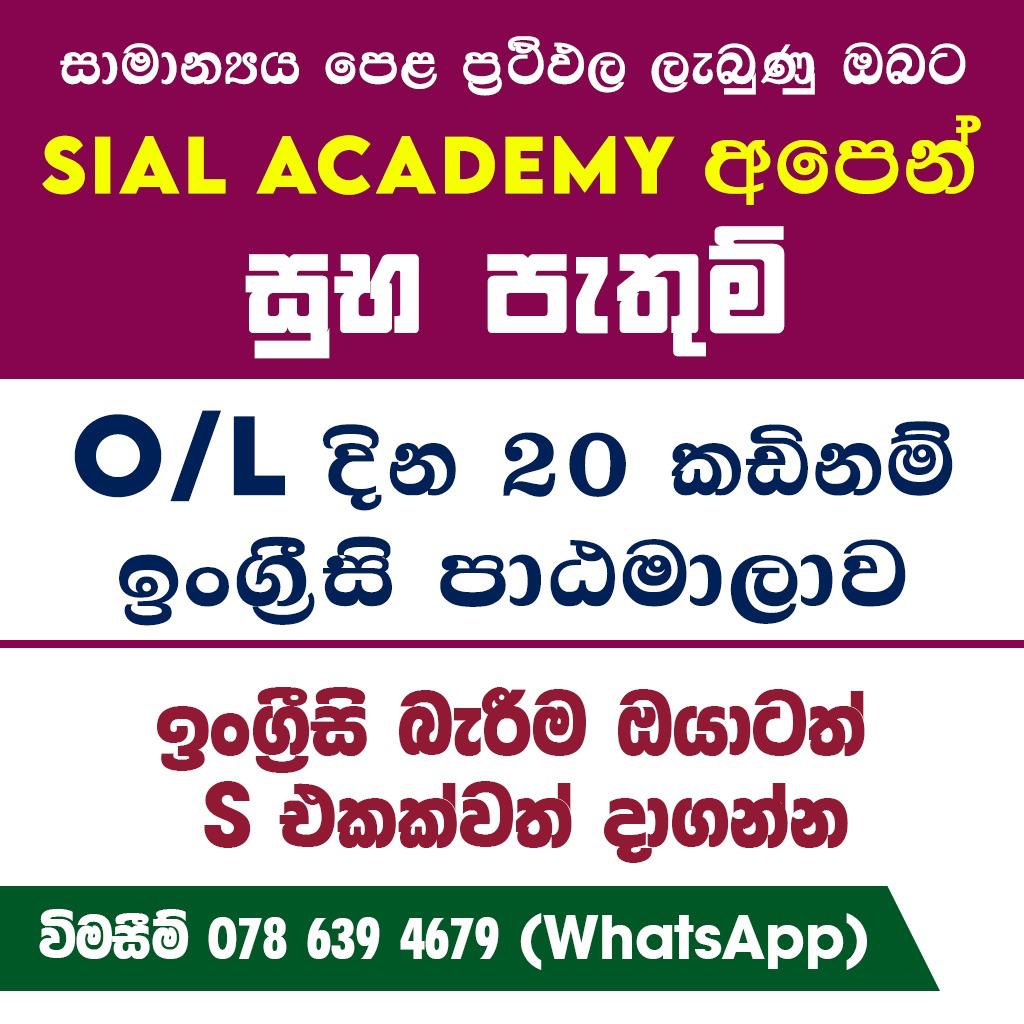 සාමාන්‍යය පෙළ ප්‍රථිඵල ලැබුණු ඔබට
SIAL ACADEMY අපෙන්
සුභ පැතුම්
O/L දින 20 කඩිනම්
ඉංග්‍රීසි පාඨමාලාව
ඉංග්‍රීසි බැරීම ඔයාටත්
S එකක්වත් දාගන්න
විමසීම් 078 639 4679 (WhatsApp)